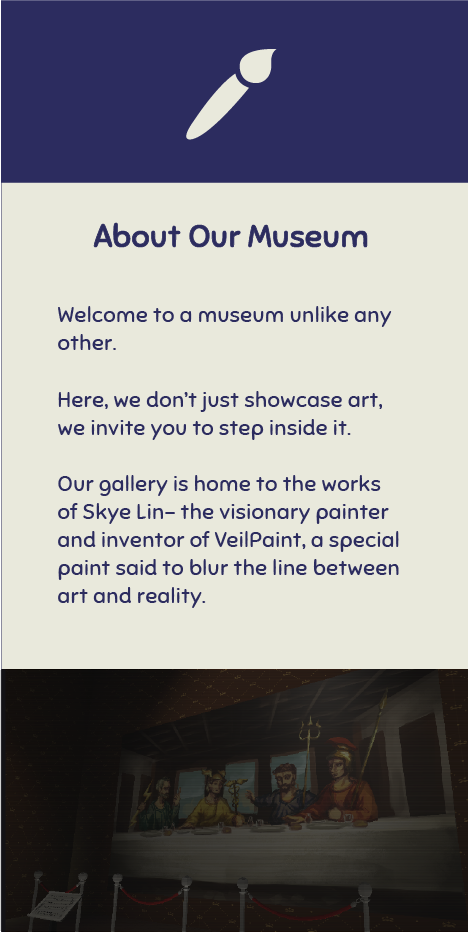 About Our Museum
Welcome to a museum unlike any
other.
Here, we don't just showcase art,
we invite you to step inside it.
Our gallery is home to the works
of Skye Lin– the visionary painter
and inventor of VeilPaint, a special
paint said to blur the line between
art and reality.